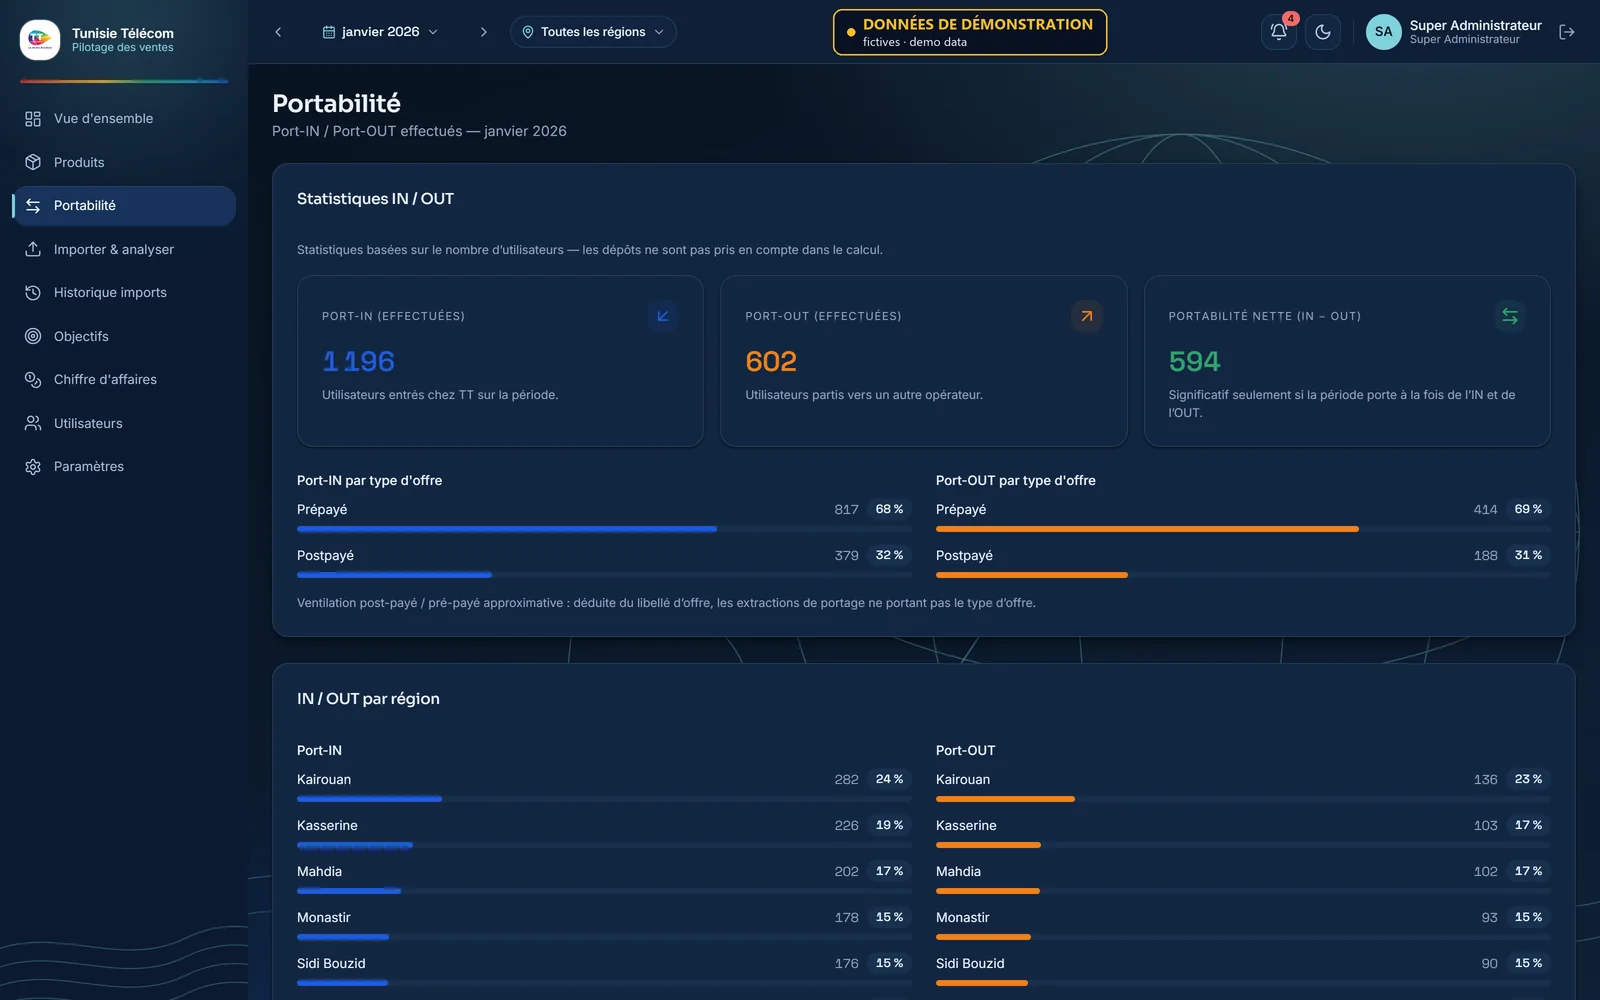 Tunisie Télécom
Pilotage des ventes
Vue d'ensemble
Produits
Portabilité
Importer & analyser
Historique imports
Objectifs
Chiffre d'affaires
Utilisateurs
Paramètres
janvier 2026
Toutes les régions
DONNÉES DE DÉMONSTRATION
fictives · demo data
4
SA
Super Administrateur
Super Administrateur
Portabilité
Port-IN / Port-OUT effectués — janvier 2026
Statistiques IN / OUT
Statistiques basées sur le nombre d’utilisateurs — les dépôts ne sont pas pris en compte dans le calcul.
PORT-IN (EFFECTUÉES)
1 196
Utilisateurs entrés chez TT sur la période.
PORT-OUT (EFFECTUÉES)
602
Utilisateurs partis vers un autre opérateur.
PORTABILITÉ NETTE (IN − OUT)
594
Significatif seulement si la période porte à la fois de l’IN et de
l’OUT.
Port-IN par type d'offre
Prépayé 817 68 %
Postpayé 379 32 %
Port-OUT par type d'offre
Prépayé 414 69 %
Postpayé 188 31 %
Ventilation post-payé / pré-payé approximative : déduite du libellé d’offre, les extractions de portage ne portant pas le type d’offre.
IN / OUT par région
Port-IN
Kairouan 282 24 %
Kasserine 226 19 %
Mahdia 202 17 %
Monastir 178 15 %
Sidi Bouzid 176 15 %
Port-OUT
Kairouan 136 23 %
Kasserine 103 17 %
Mahdia 102 17 %
Monastir 93 15 %
Sidi Bouzid 90 15 %